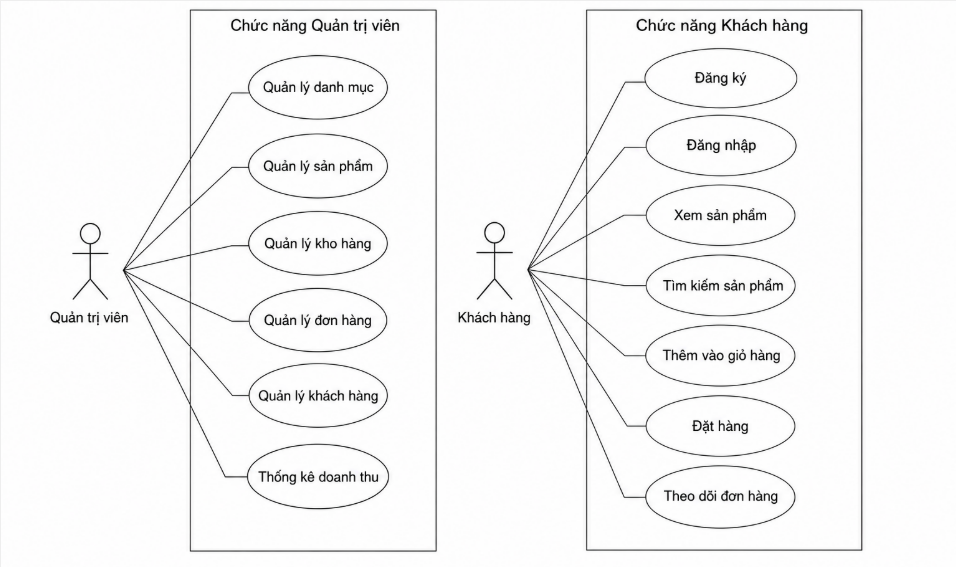 Chức năng Quản trị viên
Quản lý danh mục
Quản lý sản phẩm
Quản lý kho hàng
Quản lý đơn hàng
Quản lý khách hàng
Thống kê doanh thu
Quản trị viên
Chức năng Khách hàng
Đăng ký
Đăng nhập
Xem sản phẩm
Tìm kiếm sản phẩm
Thêm vào giỏ hàng
Đặt hàng
Theo dõi đơn hàng
Khách hàng